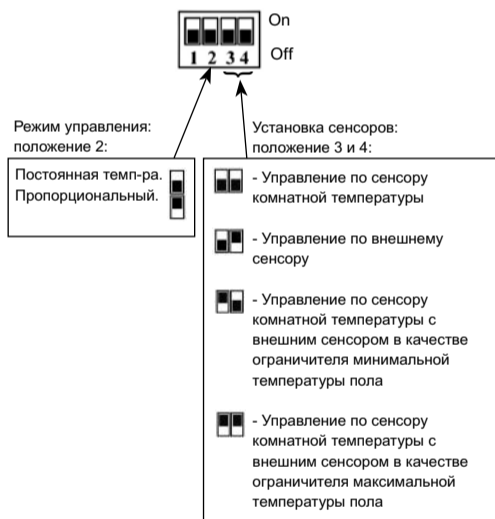 On
1 2 3 4
Off
Режим управления:
положение 2:
Постоянная темп-ра.
Пропорциональный.
Установка сенсоров:
положение 3 и 4:
- Управление по сенсору
комнатной температуры
- Управление по внешнему
сенсору
- Управление по сенсору
комнатной температуры с
внешним сенсором в качестве
ограничителя минимальной
температуры пола
- Управление по сенсору
комнатной температуры с
внешним сенсором в качестве
ограничителя максимальной
температуры пола